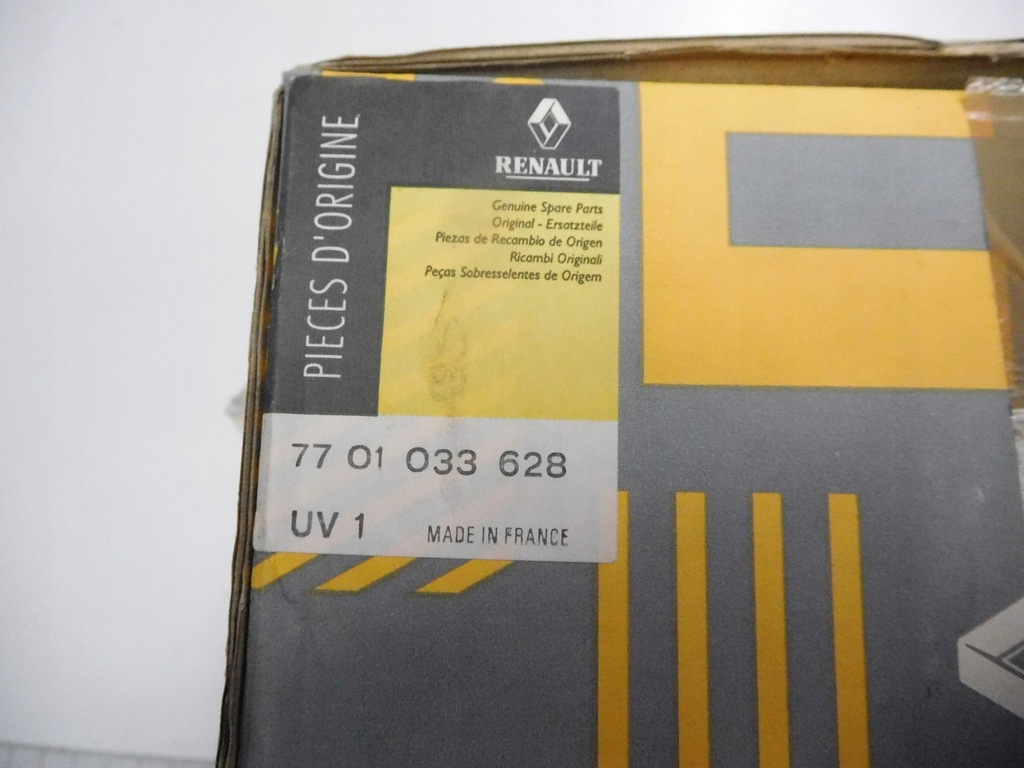 PIECES D'ORIGINE
RENAULT
Genuine Spare Parts
Original - Ersatzteile
Piezas de Recambio de Origen
Ricambi Originali
Peças Sobresselentes de Origem
77 01 033 628
UV 1 MADE IN FRANCE